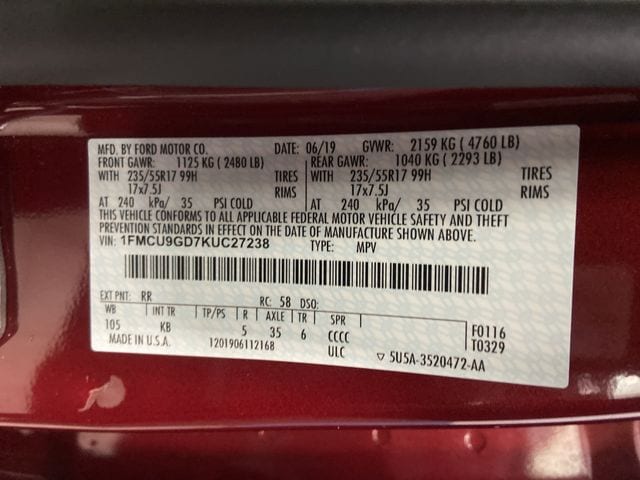 MFD. BY FORD MOTOR CO. DATE: 06/19 GVWR: 2159 KG ( 4760 LB)
FRONT GAWR: 1125 KG ( 2480 LB) REAR GAWR: 1040 KG ( 2293 LB)
WITH 235/55R17 99H TIRES WITH 235/55R17 99H TIRES
17x7.5J RIMS 17x7.5J RIMS
AT 240 kPa/ 35 PSI COLD AT 240 kPa/ 35 PSI COLD
THIS VEHICLE CONFORMS TO ALL APPLICABLE FEDERAL MOTOR VEHICLE SAFETY AND THEFT
PREVENTION STANDARDS IN EFFECT ON THE DATE OF MANUFACTURE SHOWN ABOVE.
VIN: 1FMCU9GD7KUC27238 TYPE: MPV
EXT PNT: RR RC: 58 DSO:
WB INT TR TP/PS R AXLE TR SPR F0116
105 KB 5 35 6 CCCC T0329
MADE IN U.S.A. 1201906112168 ULC ▽ 5U5A-3520472-AA